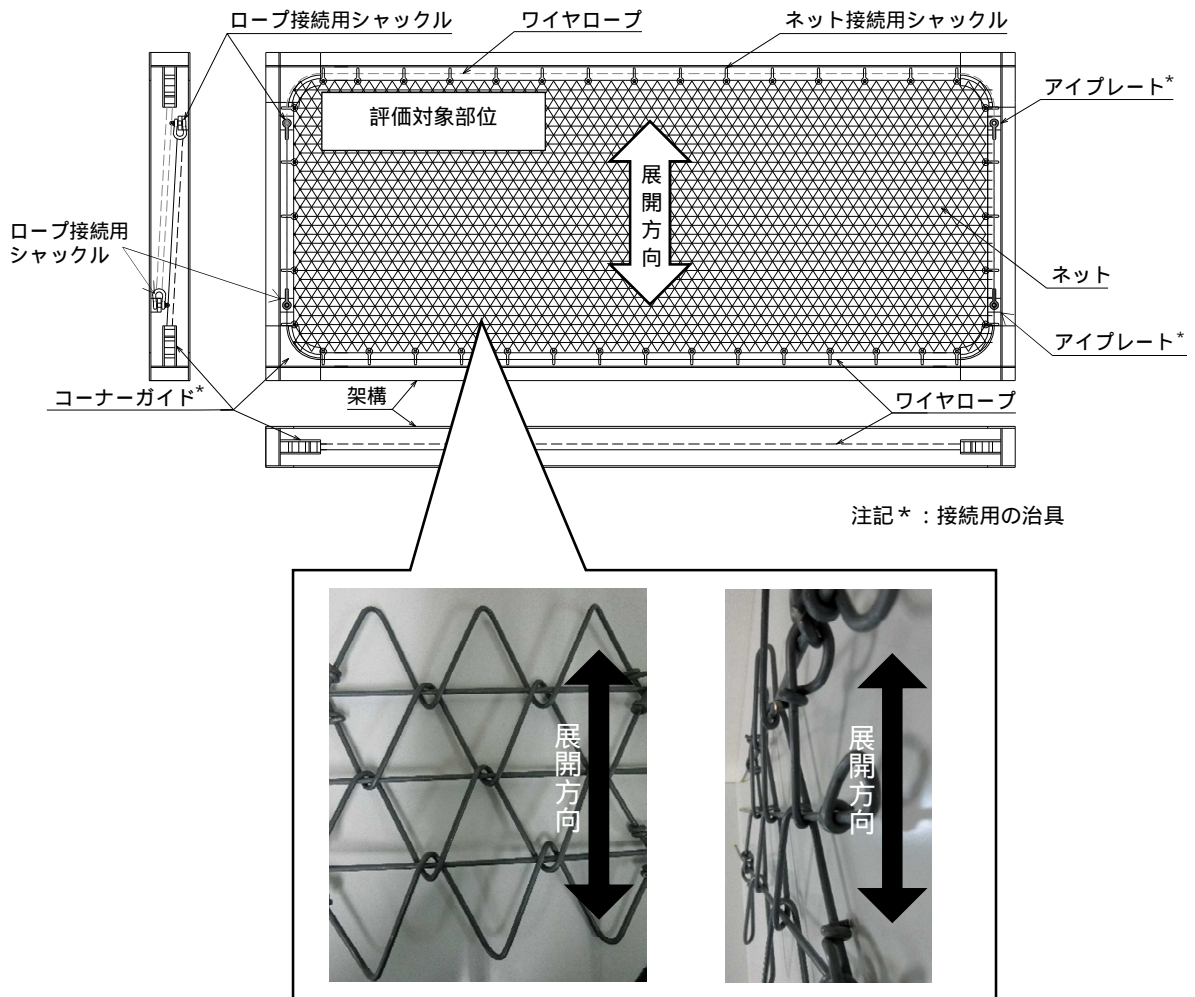 ロープ接続用シャックル
ワイヤロープ
ネット接続用シャックル
アイプレート*
評価対象部位
展開方向
ロープ接続用
シャックル
ネット
アイプレート*
コーナーガイド*
架構
ワイヤロープ
注記*：接続用の治具
展開方向
展開方向